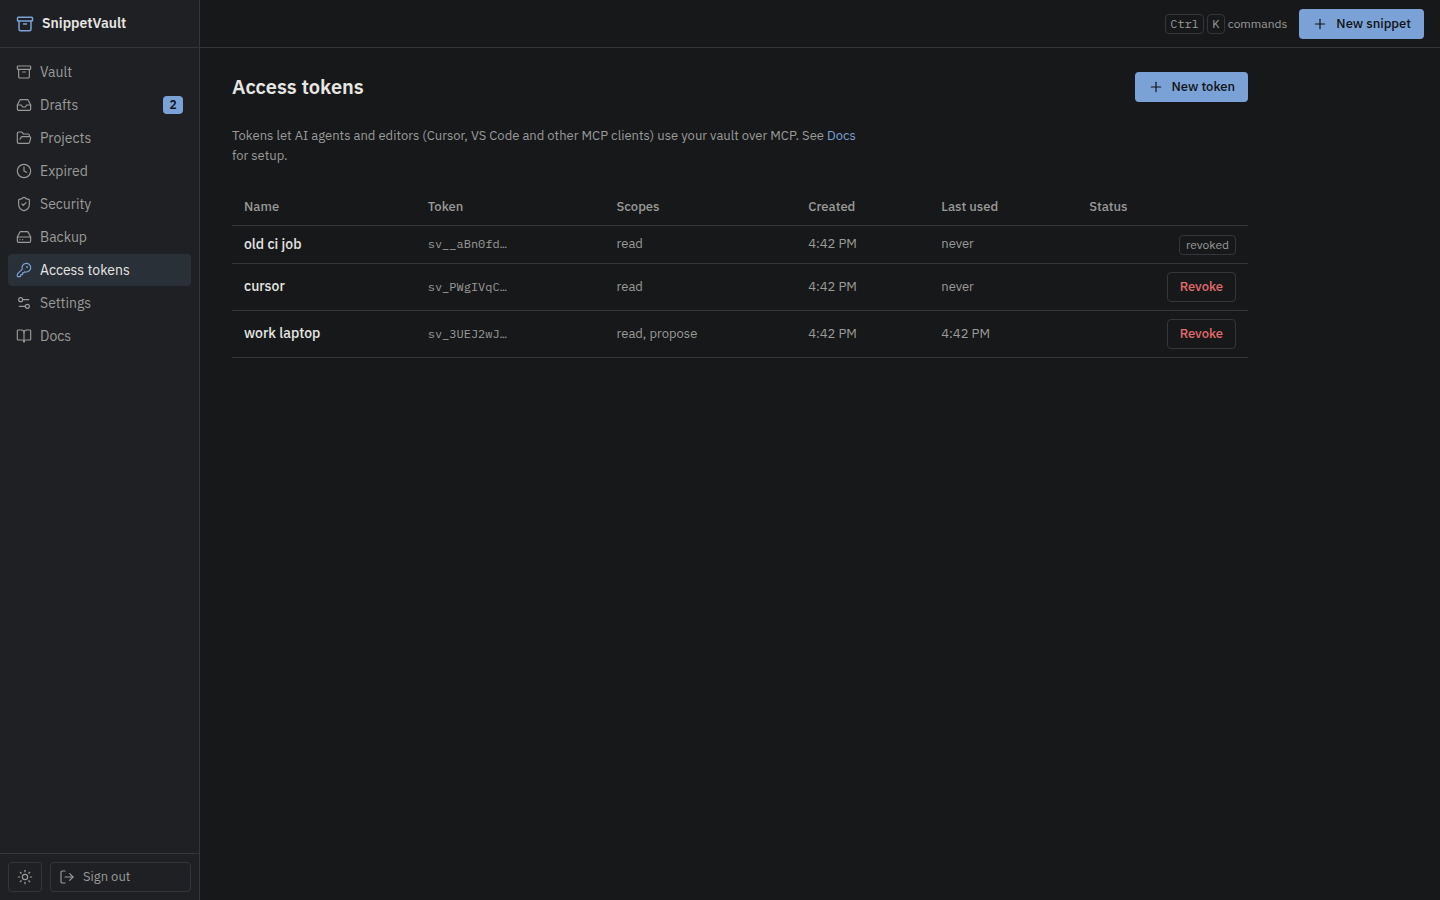 SnippetVault
Ctrl K commands
New snippet
Vault
Drafts 2
Projects
Expired
Security
Backup
Access tokens
Settings
Docs
Sign out
Access tokens
New token
Tokens let AI agents and editors (Cursor, VS Code and other MCP clients) use your vault over MCP. See Docs
for setup.
Name Token Scopes Created Last used Status
old ci job sv__aBn0fd… read 4:42 PM never revoked
cursor sv_PWgIVqC… read 4:42 PM never Revoke
work laptop sv_3UEJ2wJ… read, propose 4:42 PM 4:42 PM Revoke